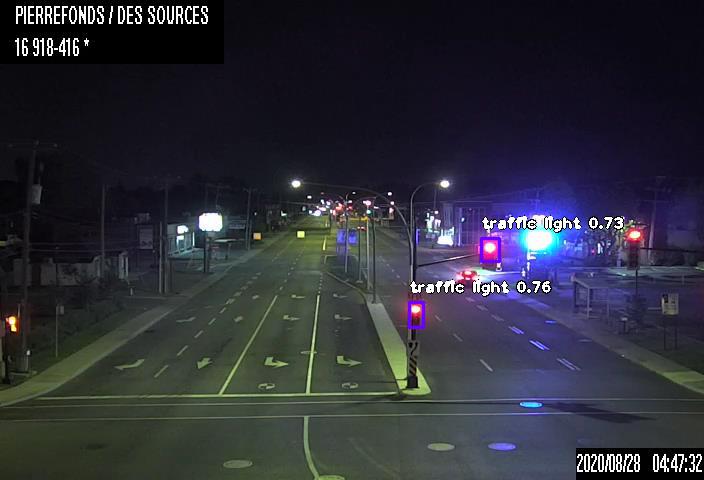 PIERREFONDS / DES SOURCES
16 918-416 *
traffic light 0.73
traffic light 0.76
2020/08/28 04:47:32